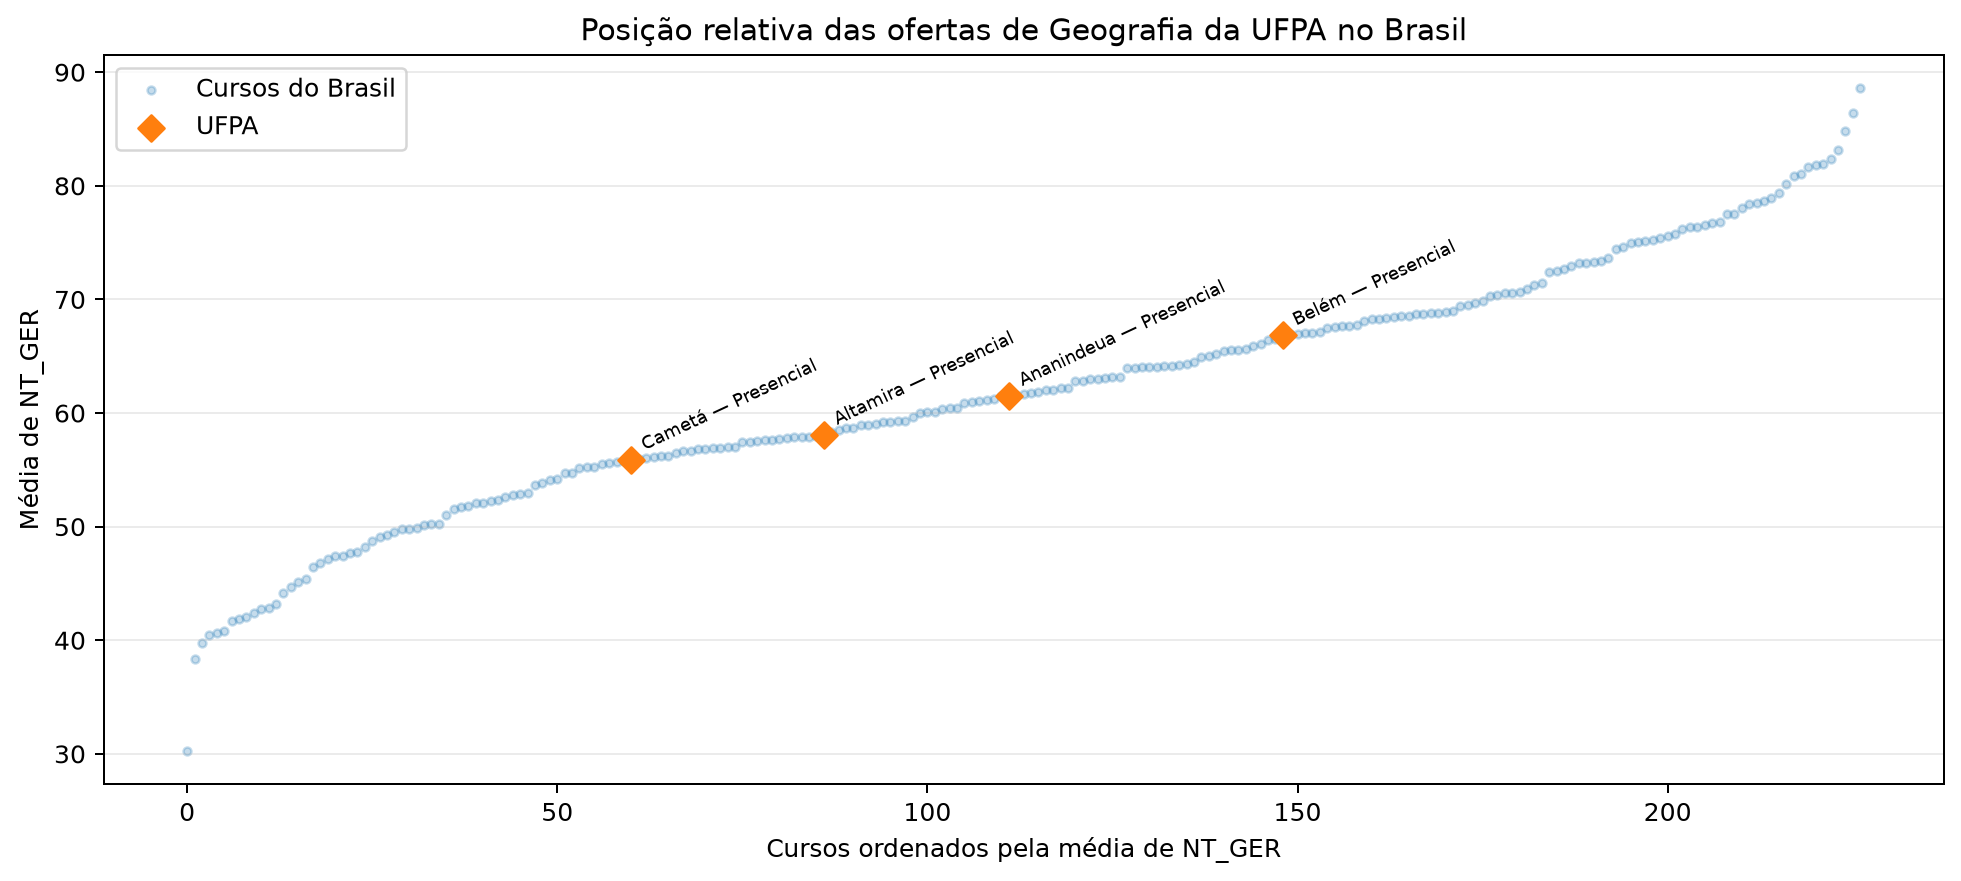 Posição relativa das ofertas de Geografia da UFPA no Brasil
Cursos do Brasil
UFPA
Média de NT_GER
90
80
70
60
50
40
30
Cametá — Presencial
Altamira — Presencial
Ananindeua — Presencial
Belém — Presencial
0
50
100
150
200
Cursos ordenados pela média de NT_GER